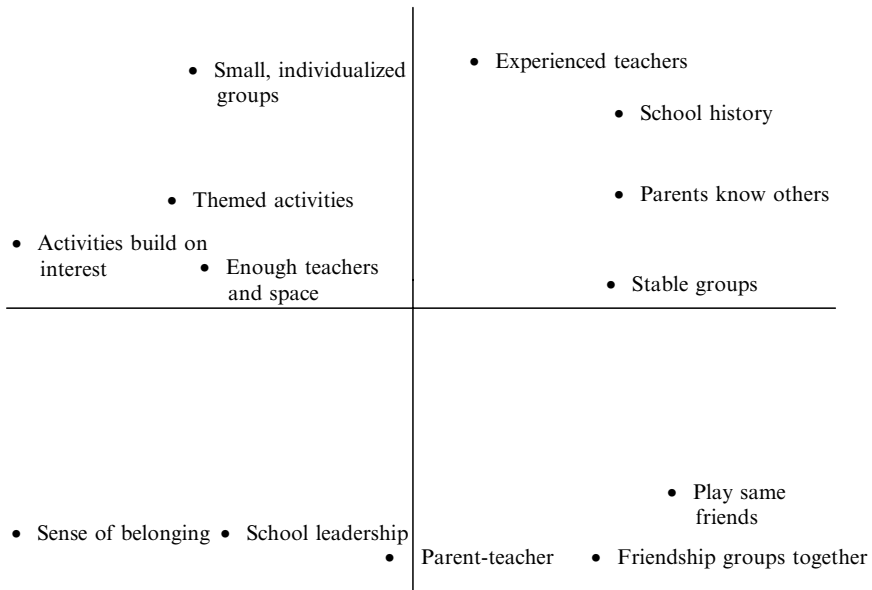 • Small, individualized
groups
• Experienced teachers
• School history
• Themed activities
• Parents know others
• Activities build on
interest
• Enough teachers
and space
• Stable groups
• Play same
friends
• Sense of belonging
• School leadership
• Parent-teacher
• Friendship groups together